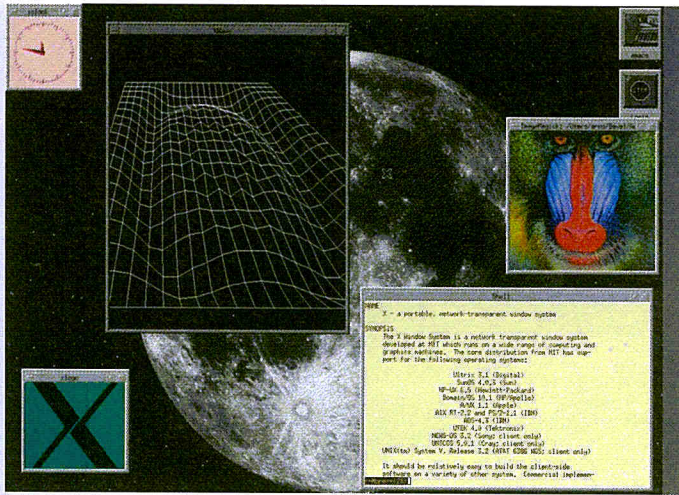 Shell
NAME
X - a portable, network-transparent window system
SYNOPSIS
The X Window System is a network transparent window system
developed at MIT which runs on a wide range of computing and
graphics machines. The core distribution from MIT has sup-
port for the following operating systems:
Ultrix 3.1 (Digital)
SunOS 4.0.3 (Sun)
HP-UX 6.5 (Hewlett-Packard)
Domain/OS 10.1 (HP/Apollo)
A/UX 1.1 (Apple)
AIX RT-2.2 and PS/2-1.1 (IBM)
AOS-4.3 (IBM)
UTEK 4.0 (Tektronix)
NEWS-OS 3.2 (Sony; client only)
UNICOS 5.0.1 (Cray; client only)
UNIX(tm) System V, Release 3.2 (AT&T 6386 WGS; client only)
It should be relatively easy to build the client-side
software on a variety of other system. Commercial implemen-